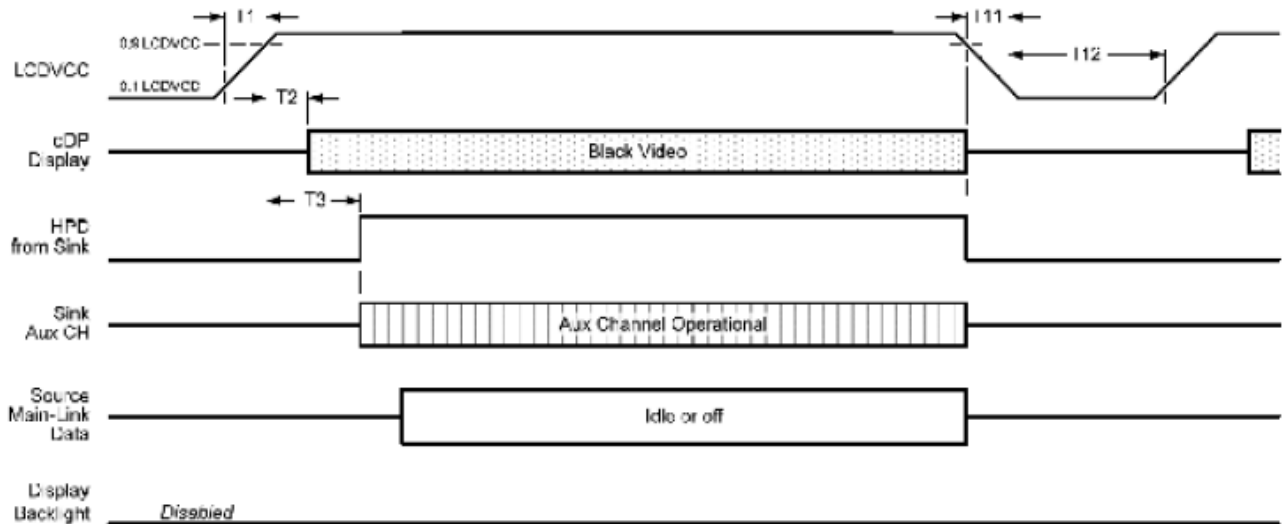 T1
T11
0.9 LCDVCC
LCDVCC
T12
0.1 LCDVCC
T2
eDP
Display
Black Video
T3
HPD
from Sink
Sink
Aux CH
Aux Channel Operational
Source
Main-Link
Data
Idle or off
Display
Backlight
Disabled